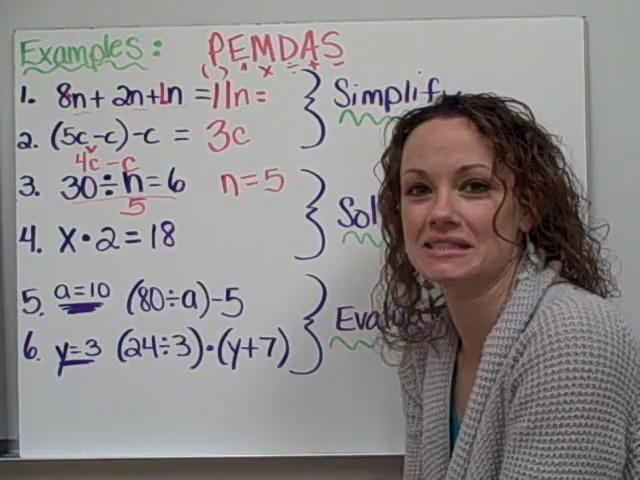 Examples: PEMDAS
( ) ^ × ÷ + -
1. 8n + 2n + 1n = 11n = Simplify
2. (5c - c) - c = 3c
4c - c
3. 30 ÷ n = 6 n = 5
5
4. x • 2 = 18
5. a = 10 (80 ÷ a) - 5
6. y = 3 (24 ÷ 3) • (y + 7)